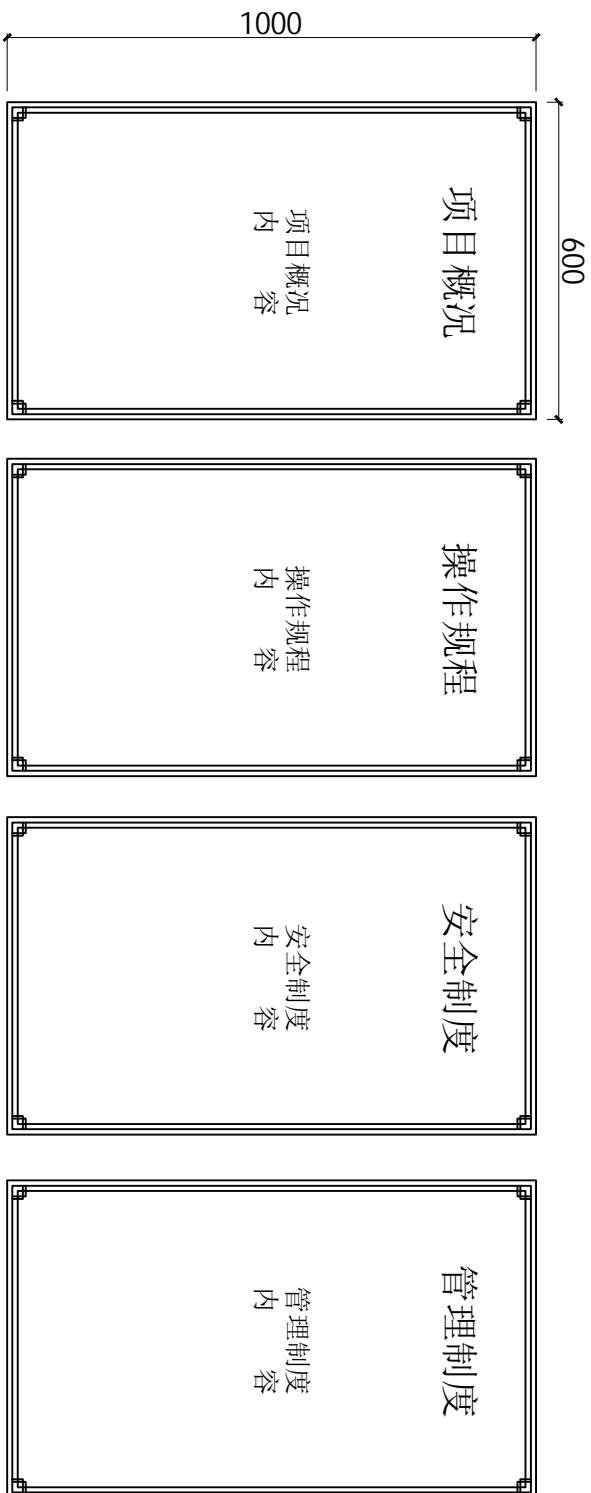 1000
600
项目概况
项目概况
内 容
操作规程
操作规程
内 容
安全制度
安全制度
内 容
管理制度
管理制度
内 容